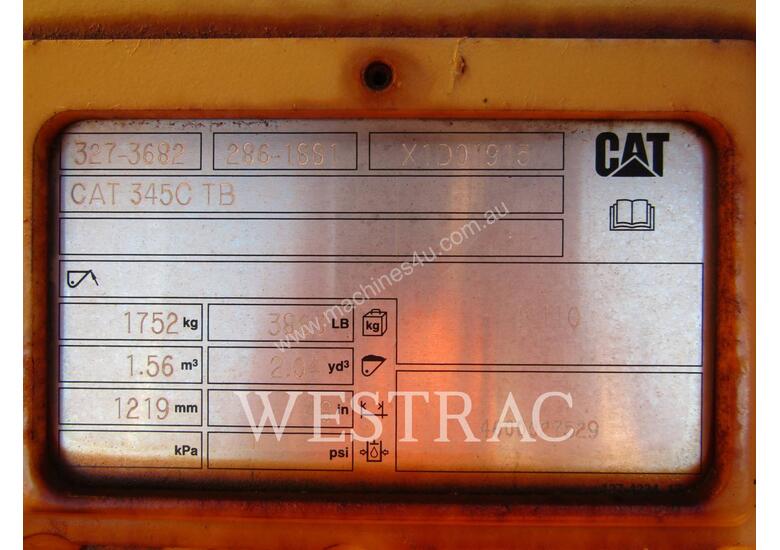 327-3682 286-1881 X1D01915
CAT
CAT 345C TB
1752 kg LB kg
1.56 m³ yd³
1219 mm in
kPa psi
WESTRAC
www.machines4u.com.au